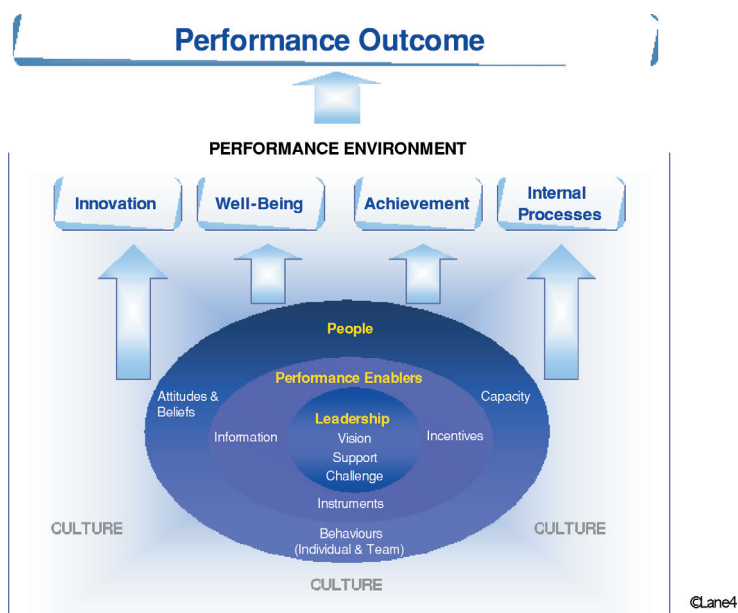 Performance Outcome
PERFORMANCE ENVIRONMENT
Innovation
Well-Being
Achievement
Internal
Processes
People
Performance Enablers
Attitudes &
Beliefs
Capacity
Leadership
Information
Vision
Incentives
Support
Challenge
Instruments
CULTURE
Behaviours
(Individual & Team)
CULTURE
CULTURE
©Lane4